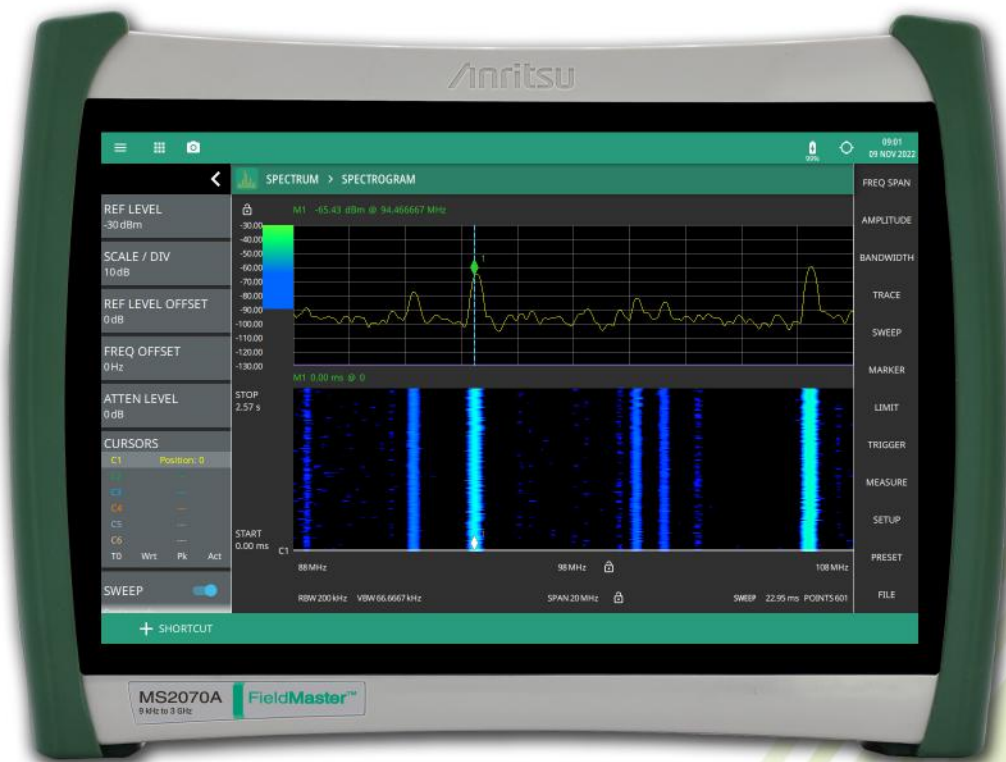 Anritsu
09:01
99%
09 NOV 2022
SPECTRUM > SPECTROGRAM
FREQ SPAN
REF LEVEL
-30 dBm
M1 -65.43 dBm @ 94.466667 MHz
AMPLITUDE
-30.00
-40.00
SCALE / DIV
10 dB
-50.00
1
BANDWIDTH
-60.00
-70.00
-80.00
TRACE
REF LEVEL OFFSET
0 dB
-90.00
-100.00
-110.00
SWEEP
FREQ OFFSET
0 Hz
-120.00
-130.00
MARKER
M1 0.00 ms @ 0
ATTEN LEVEL
0 dB
STOP
2.57 s
LIMIT
CURSORS
C1 Position: 0
C2 ---
C3 ---
C4 ---
C5 ---
C6 ---
T0 Wrt Pk Act
TRIGGER
MEASURE
SETUP
START
0.00 ms
C1
PRESET
88 MHz 98 MHz 108 MHz
SWEEP
FILE
RBW 200 kHz VBW 66.6667 kHz SPAN 20 MHz SWEEP 22.95 ms POINTS 601
+ SHORTCUT
MS2070A
9 kHz to 3 GHz
FieldMaster™